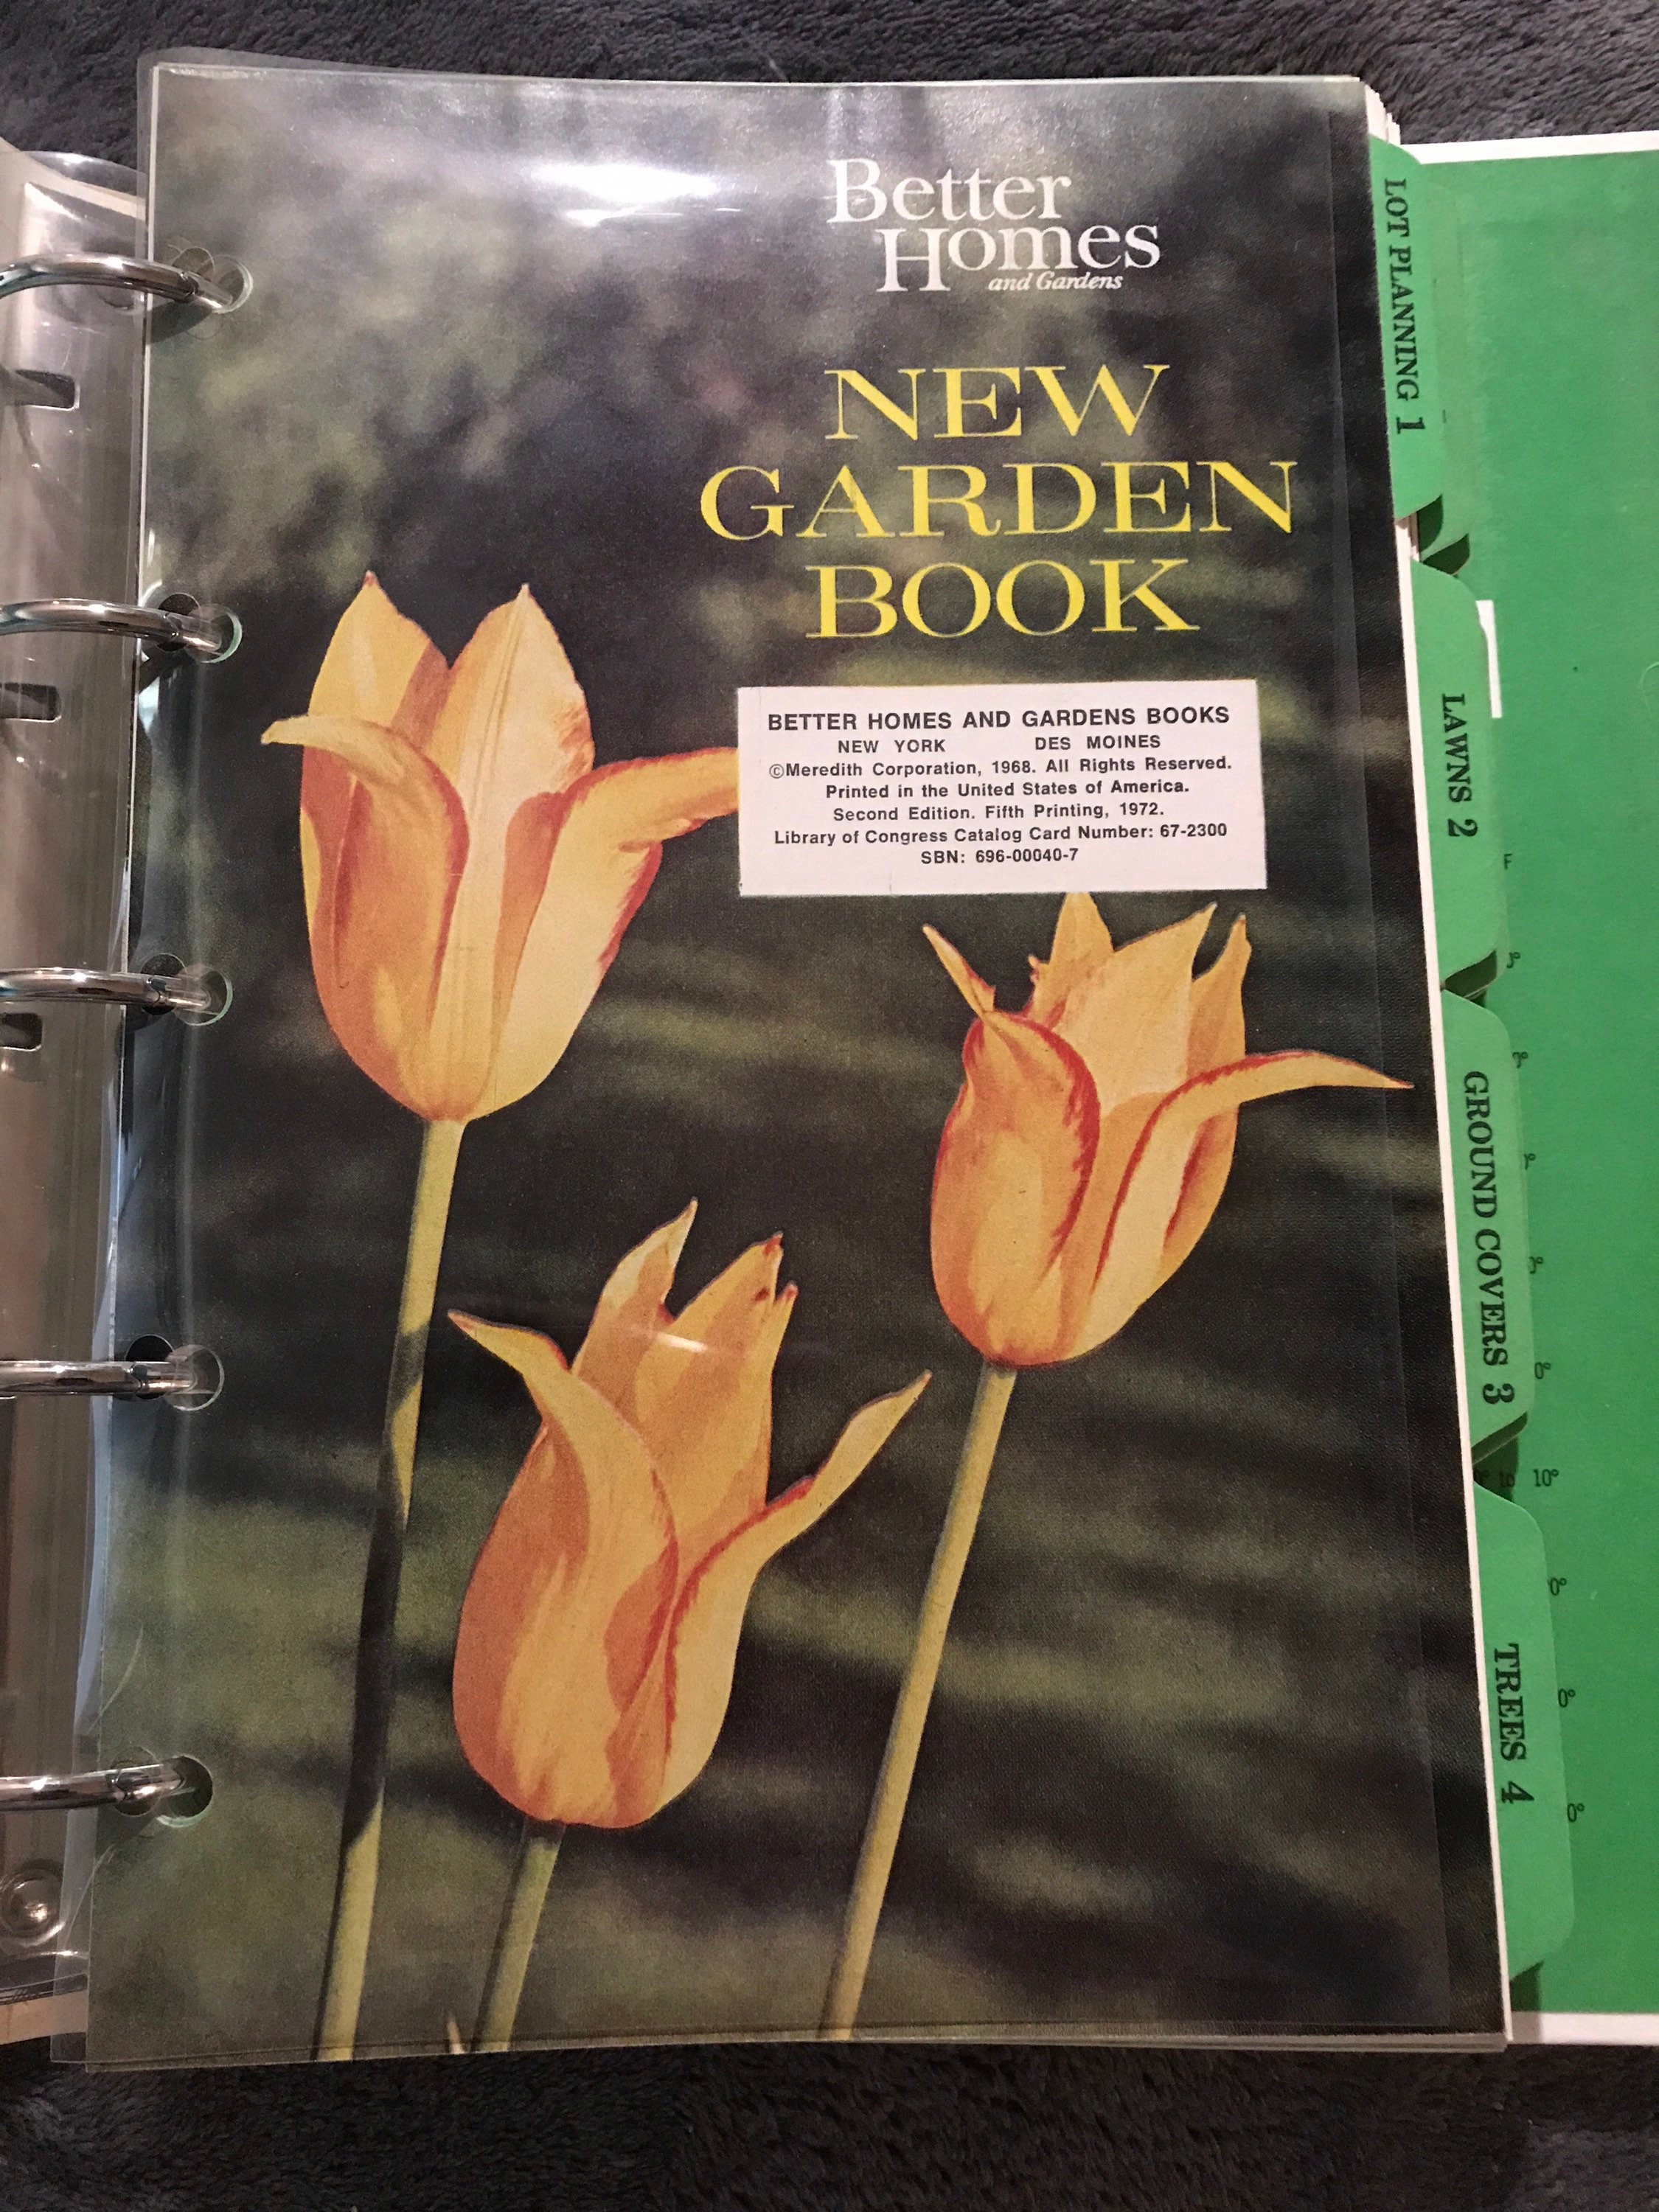 Better
Homes
and Gardens
NEW
GARDEN
BOOK
BETTER HOMES AND GARDENS BOOKS
NEW YORK DES MOINES
©Meredith Corporation, 1968. All Rights Reserved.
Printed in the United States of America.
Second Edition. Fifth Printing, 1972.
Library of Congress Catalog Card Number: 67-2300
SBN: 696-00040-7
LOT PLANNING 1
LAWNS 2
GROUND COVERS 3
TREES 4
to 10°